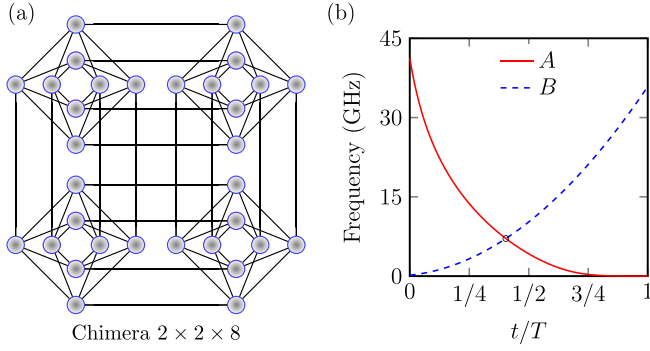 (a)
Chimera 2 × 2 × 8
(b)
Frequency (GHz)
45
30
15
0
A
B
0
1/4
1/2
3/4
1
t/T